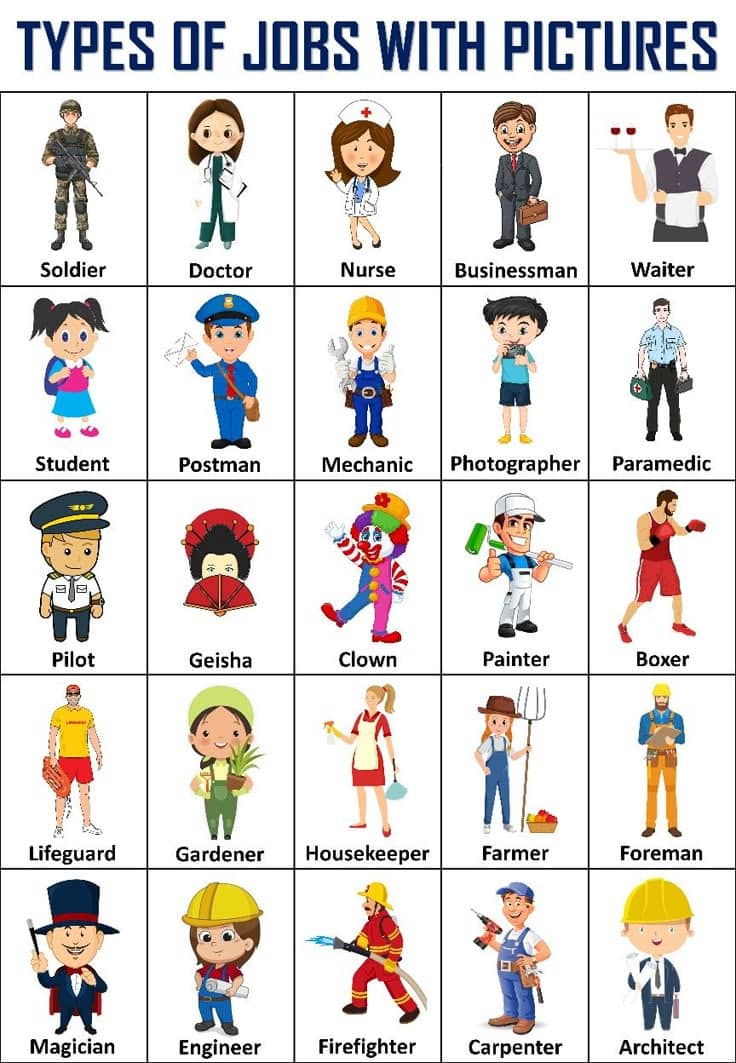 TYPES OF JOBS WITH PICTURES
Soldier
Doctor
Nurse
Businessman
Waiter
Student
Postman
Mechanic
Photographer
Paramedic
Pilot
Geisha
Clown
Painter
Boxer
Lifeguard
Gardener
Housekeeper
Farmer
Foreman
Magician
Engineer
Firefighter
Carpenter
Architect